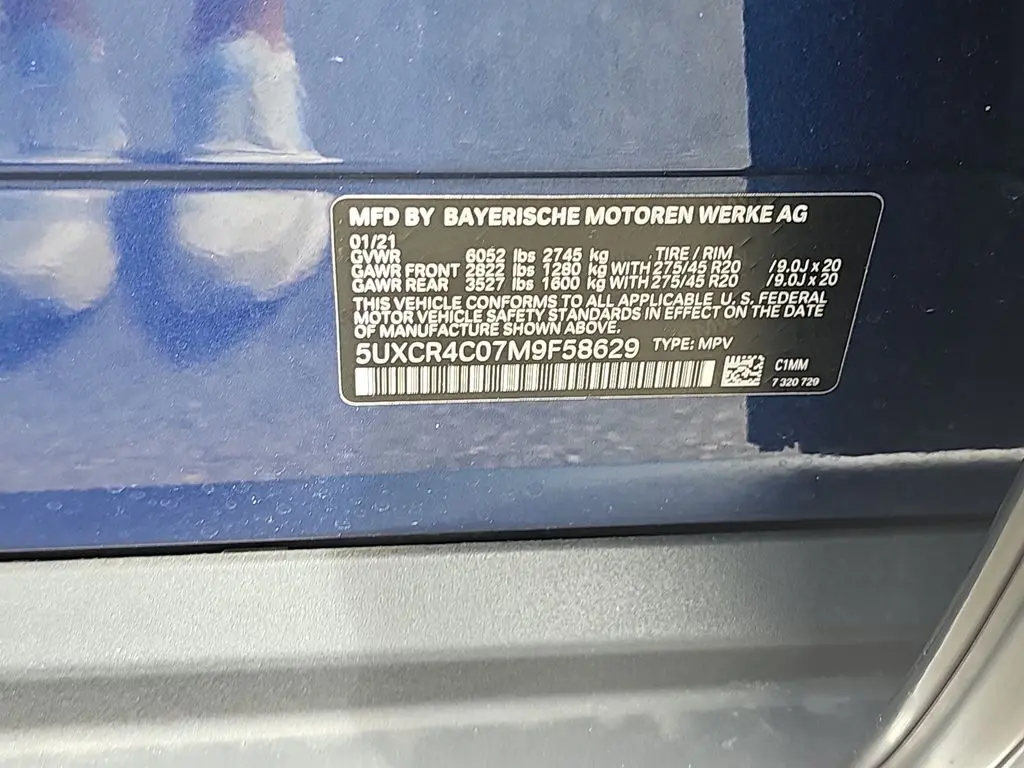 MFD BY BAYERISCHE MOTOREN WERKE AG
01/21
GVWR 6052 lbs 2745 kg TIRE / RIM
GAWR FRONT 2822 lbs 1280 kg WITH 275/45 R20 / 9.0J x 20
GAWR REAR 3527 lbs 1600 kg WITH 275/45 R20 / 9.0J x 20
THIS VEHICLE CONFORMS TO ALL APPLICABLE U.S. FEDERAL
MOTOR VEHICLE SAFETY STANDARDS IN EFFECT ON THE DATE
OF MANUFACTURE SHOWN ABOVE.
5UXCR4C07M9F58629 TYPE: MPV
C1MM
7 320 729